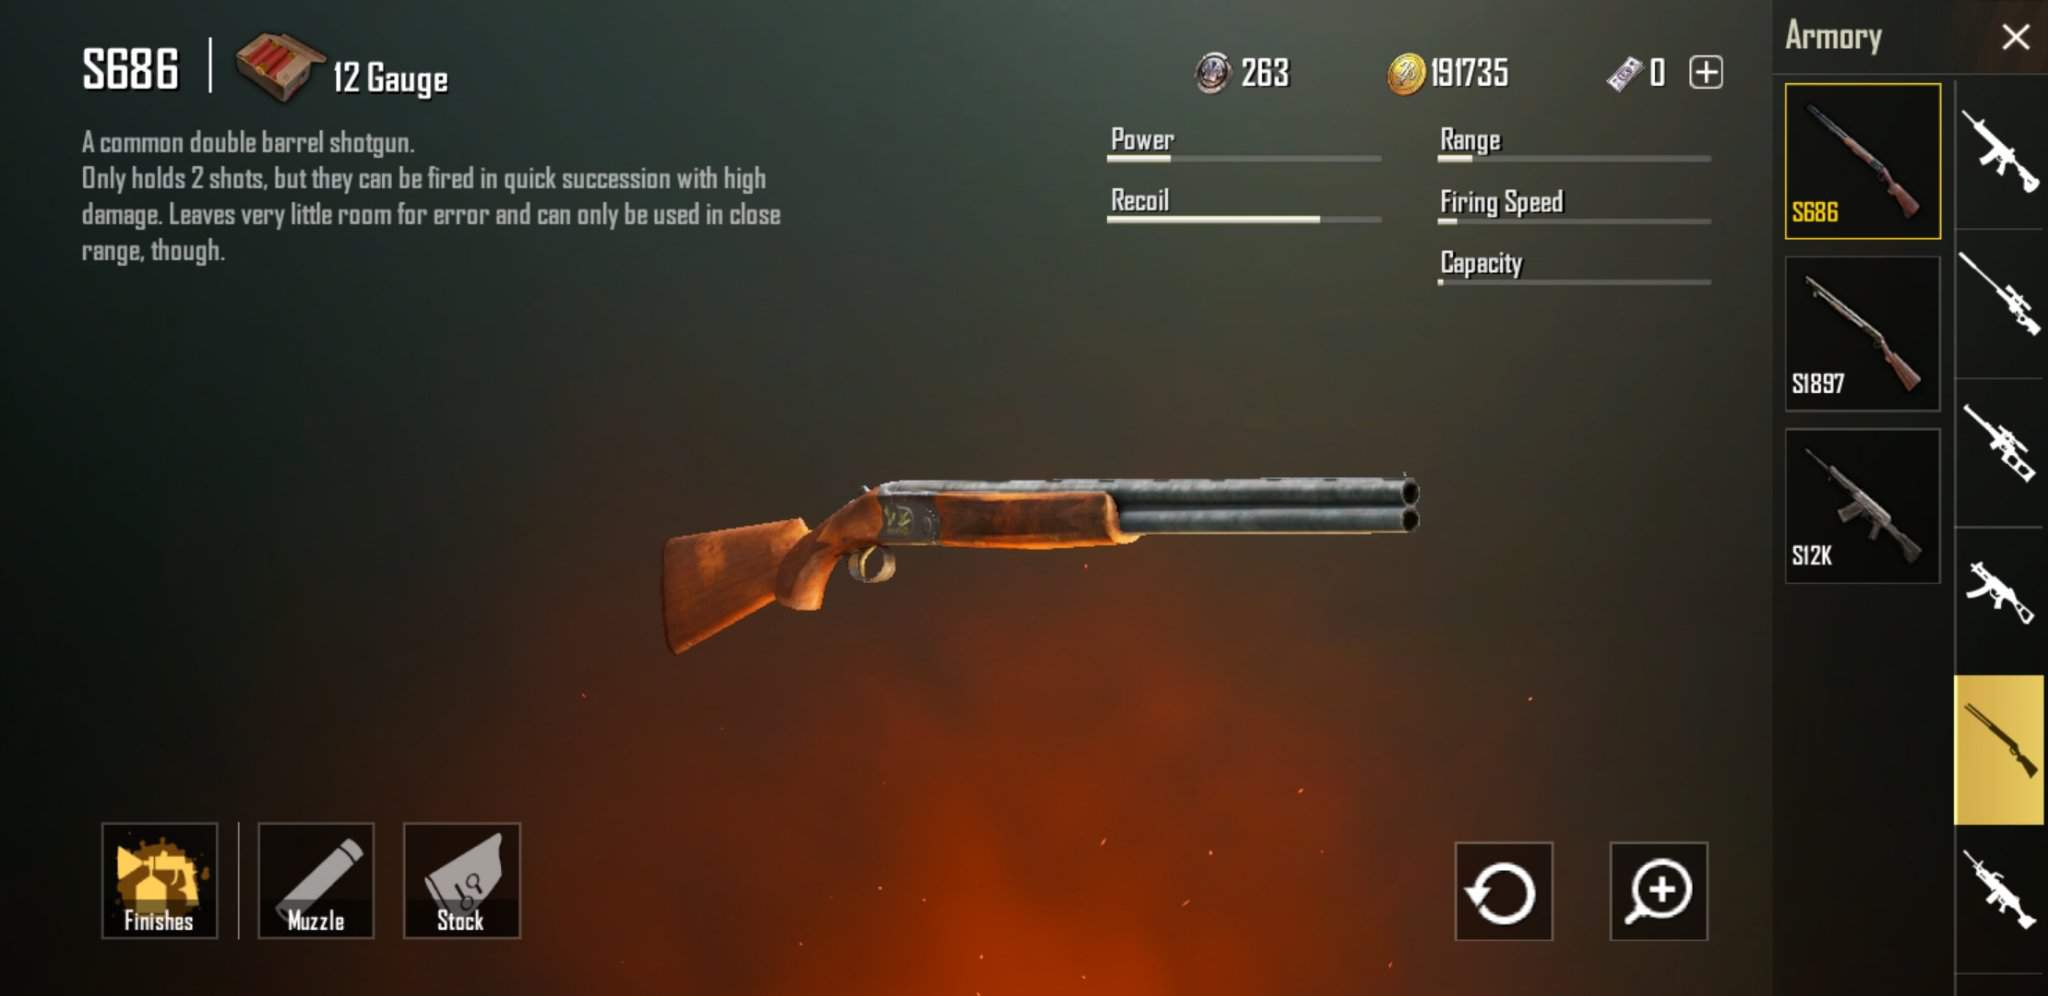 S686
12 Gauge
A common double barrel shotgun.
Only holds 2 shots, but they can be fired in quick succession with high
damage. Leaves very little room for error and can only be used in close
range, though.
263
191735
0
Power
Range
Recoil
Firing Speed
Capacity
Armory
S686
S1897
S12K
Finishes
Muzzle
Stock